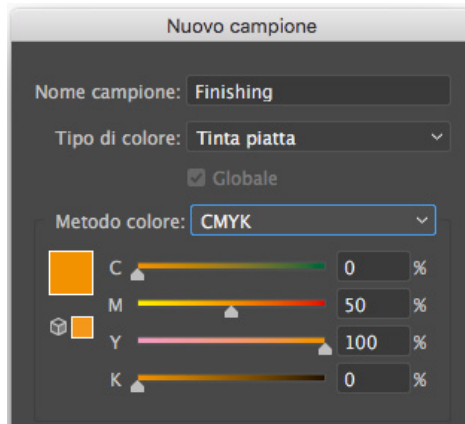 Nuovo campione
Nome campione: Finishing
Tipo di colore: Tinta piatta
Globale
Metodo colore: CMYK
C 0 %
M 50 %
Y 100 %
K 0 %